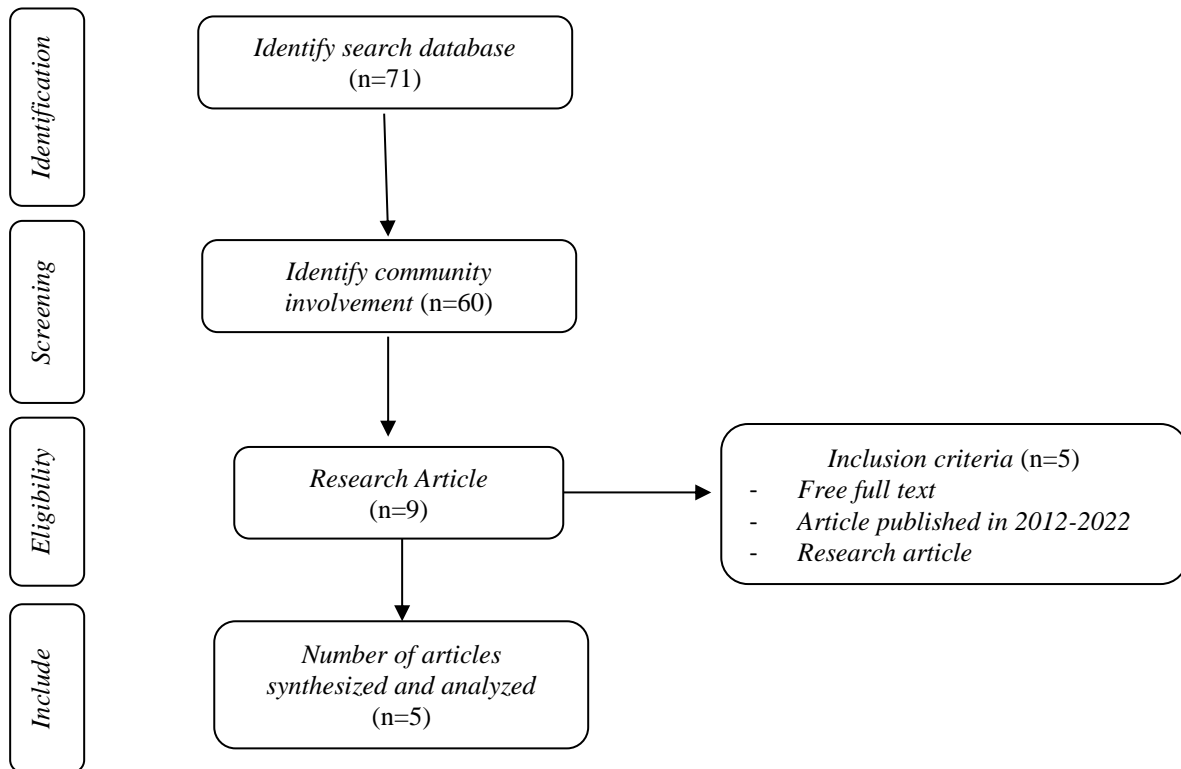 Identification
Identify search database
(n=71)
Screening
Identify community
involvement (n=60)
Eligibility
Research Article
(n=9)
Inclusion criteria (n=5)
- Free full text
- Article published in 2012-2022
- Research article
Include
Number of articles
synthesized and analyzed
(n=5)